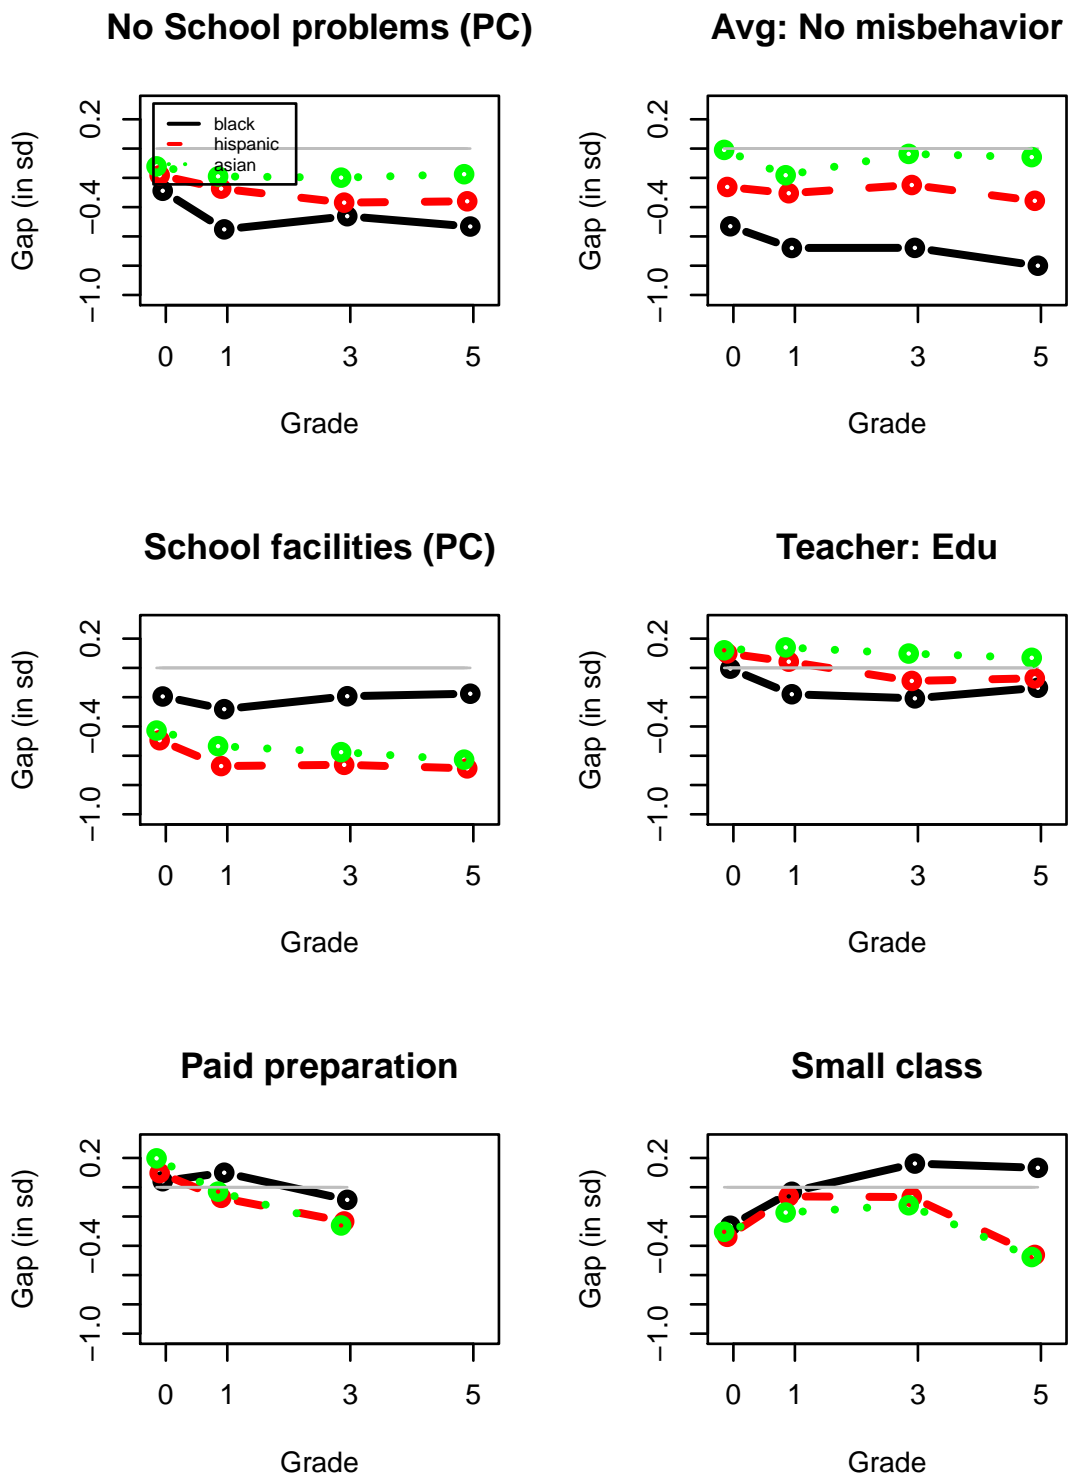 No School problems (PC)
Gap (in sd)
0.2
−0.4
−1.0
black
hispanic
asian
0 1 3 5
Grade
Avg: No misbehavior
Gap (in sd)
0.2
−0.4
−1.0
0 1 3 5
Grade
School facilities (PC)
Gap (in sd)
0.2
−0.4
−1.0
0 1 3 5
Grade
Teacher: Edu
Gap (in sd)
0.2
−0.4
−1.0
0 1 3 5
Grade
Paid preparation
Gap (in sd)
0.2
−0.4
−1.0
0 1 3 5
Grade
Small class
Gap (in sd)
0.2
−0.4
−1.0
0 1 3 5
Grade